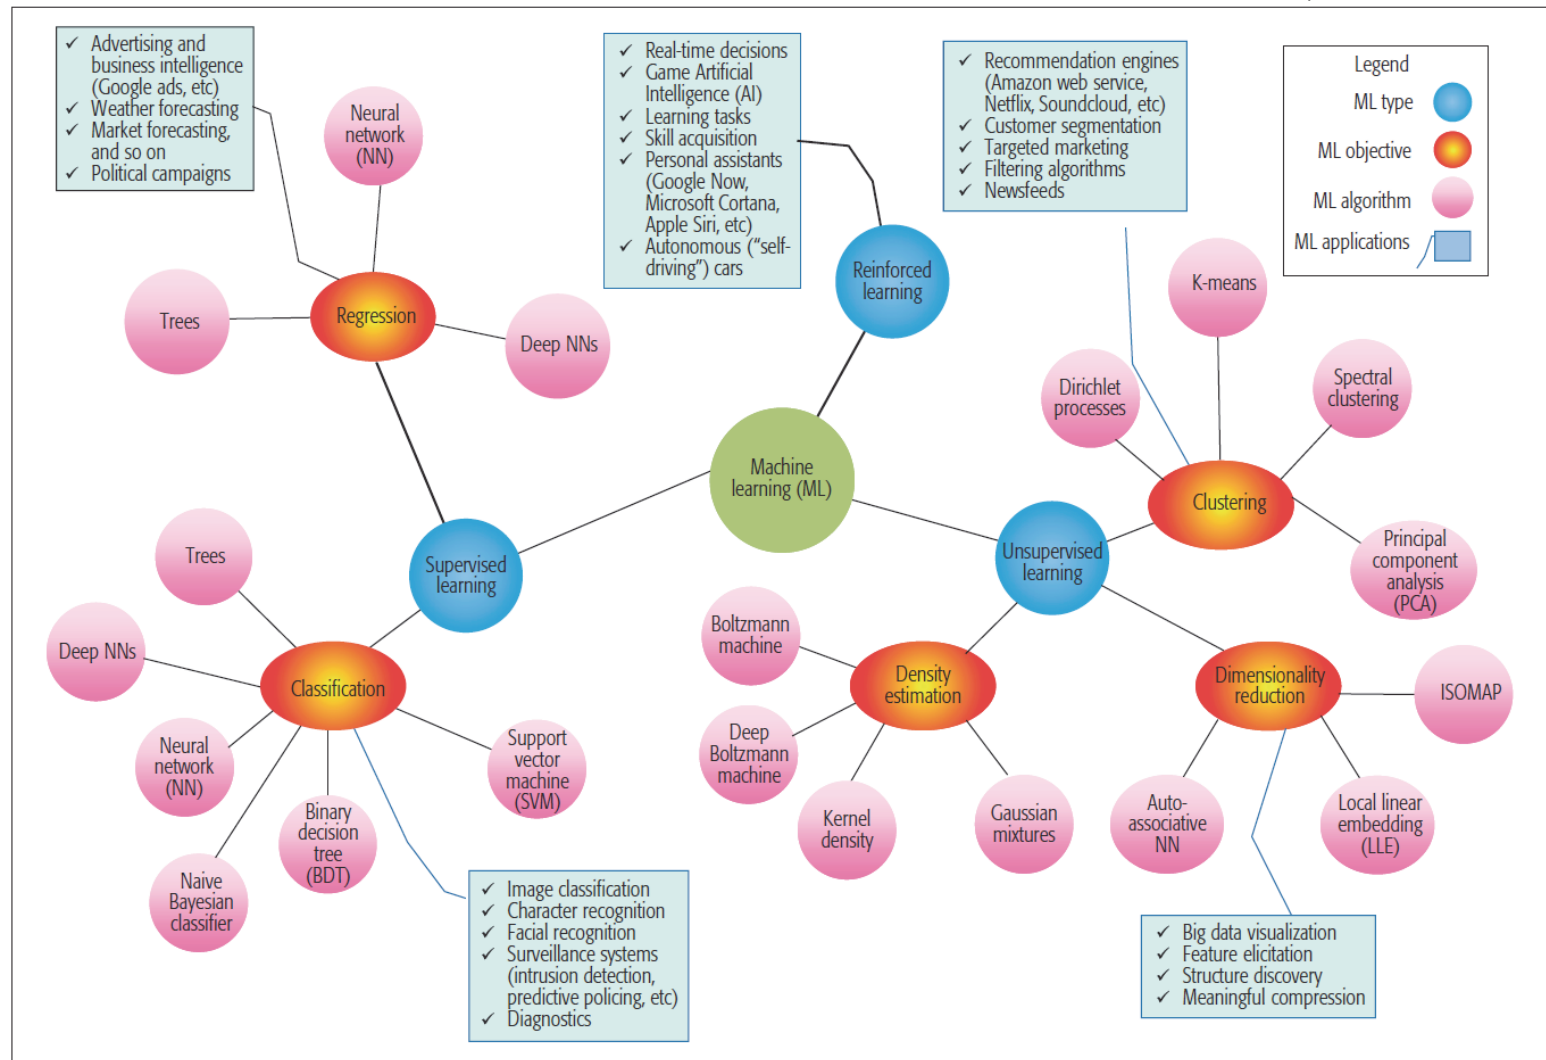 Advertising and
business intelligence
(Google ads, etc)
Weather forecasting
Market forecasting,
and so on
Political campaigns
Neural
network
(NN)
Trees
Regression
Deep NNs
Real-time decisions
Game Artificial
Intelligence (AI)
Learning tasks
Skill acquisition
Personal assistants
(Google Now,
Microsoft Cortana,
Apple Siri, etc)
Autonomous (“self-
driving”) cars
Reinforced
learning
Recommendation engines
(Amazon web service,
Netflix, Soundcloud, etc)
Customer segmentation
Targeted marketing
Filtering algorithms
Newsfeeds
Legend
ML type
ML objective
ML algorithm
ML applications
K-means
Dirichlet
processes
Spectral
clustering
Clustering
Principal
component
analysis
(PCA)
Machine
learning (ML)
Supervised
learning
Unsupervised
learning
Trees
Deep NNs
Classification
Neural
network
(NN)
Naive
Bayesian
classifier
Binary
decision
tree
(BDT)
Support
vector
machine
(SVM)
Image classification
Character recognition
Facial recognition
Surveillance systems
(intrusion detection,
predictive policing, etc)
Diagnostics
Boltzmann
machine
Density
estimation
Deep
Boltzmann
machine
Kernel
density
Gaussian
mixtures
Dimensionality
reduction
ISOMAP
Auto-
associative
NN
Local linear
embedding
(LLE)
Big data visualization
Feature elicitation
Structure discovery
Meaningful compression